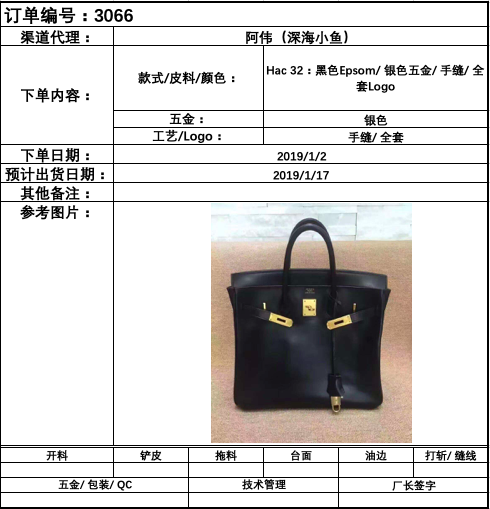 订单编号：3066
渠道代理： 阿伟（深海小鱼）
下单内容： 款式/皮料/颜色： Hac 32：黑色Epsom/ 银色五金/ 手缝/ 全
套Logo
五金： 银色
工艺/Logo： 手缝/ 全套
下单日期： 2019/1/2
预计出货日期： 2019/1/17
其他备注：
参考图片：
开料 铲皮 拖料 台面 油边 打斩/ 缝线
五金/ 包装/ QC 技术管理 厂长签字